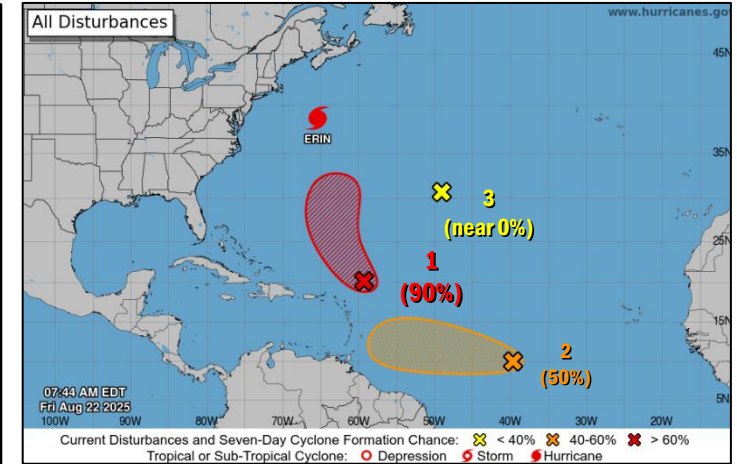 All Disturbances
www.hurricanes.go
45N
ERIN
35N
3
(near 0%)
25N
1
(90%)
15N
2
(50%)
07:44 AM EDT
Fri Aug 22 2025
5N
100W 90W 80W 70W 60W 50W 40W 30W 20W
Current Disturbances and Seven-Day Cyclone Formation Chance: < 40% 40-60% > 60%
Tropical or Sub-Tropical Cyclone: Depression Storm Hurricane